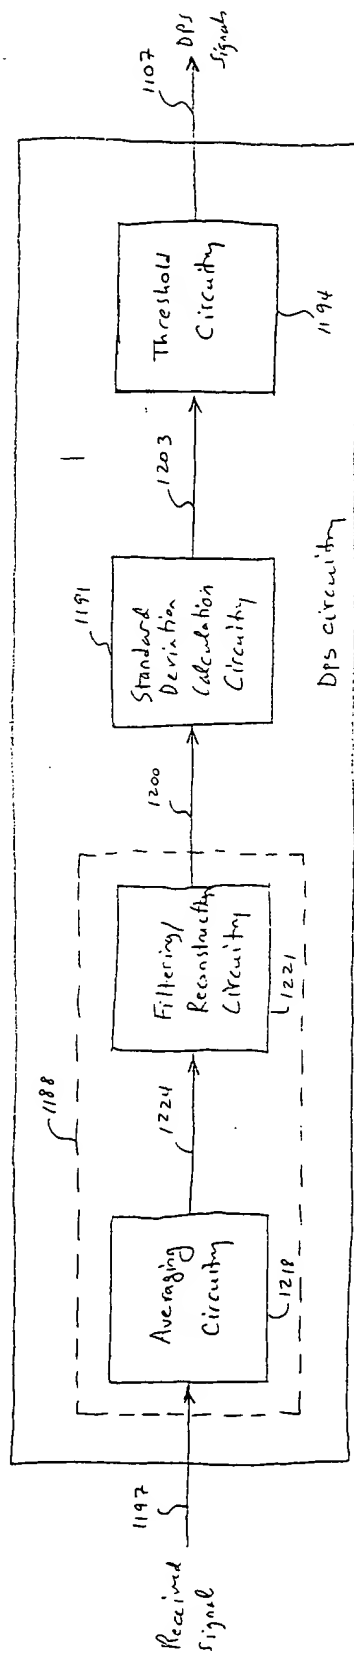 Received
Signal
1197
1188
Averaging
Circuitry
1218
1224
Filtering/
Reconstruction
Circuitry
1221
1200
1191
Standard
Deviation
Calculation
Circuitry
1203
Threshold
Circuitry
1194
DPS circuitry
1107
DPS
Signals